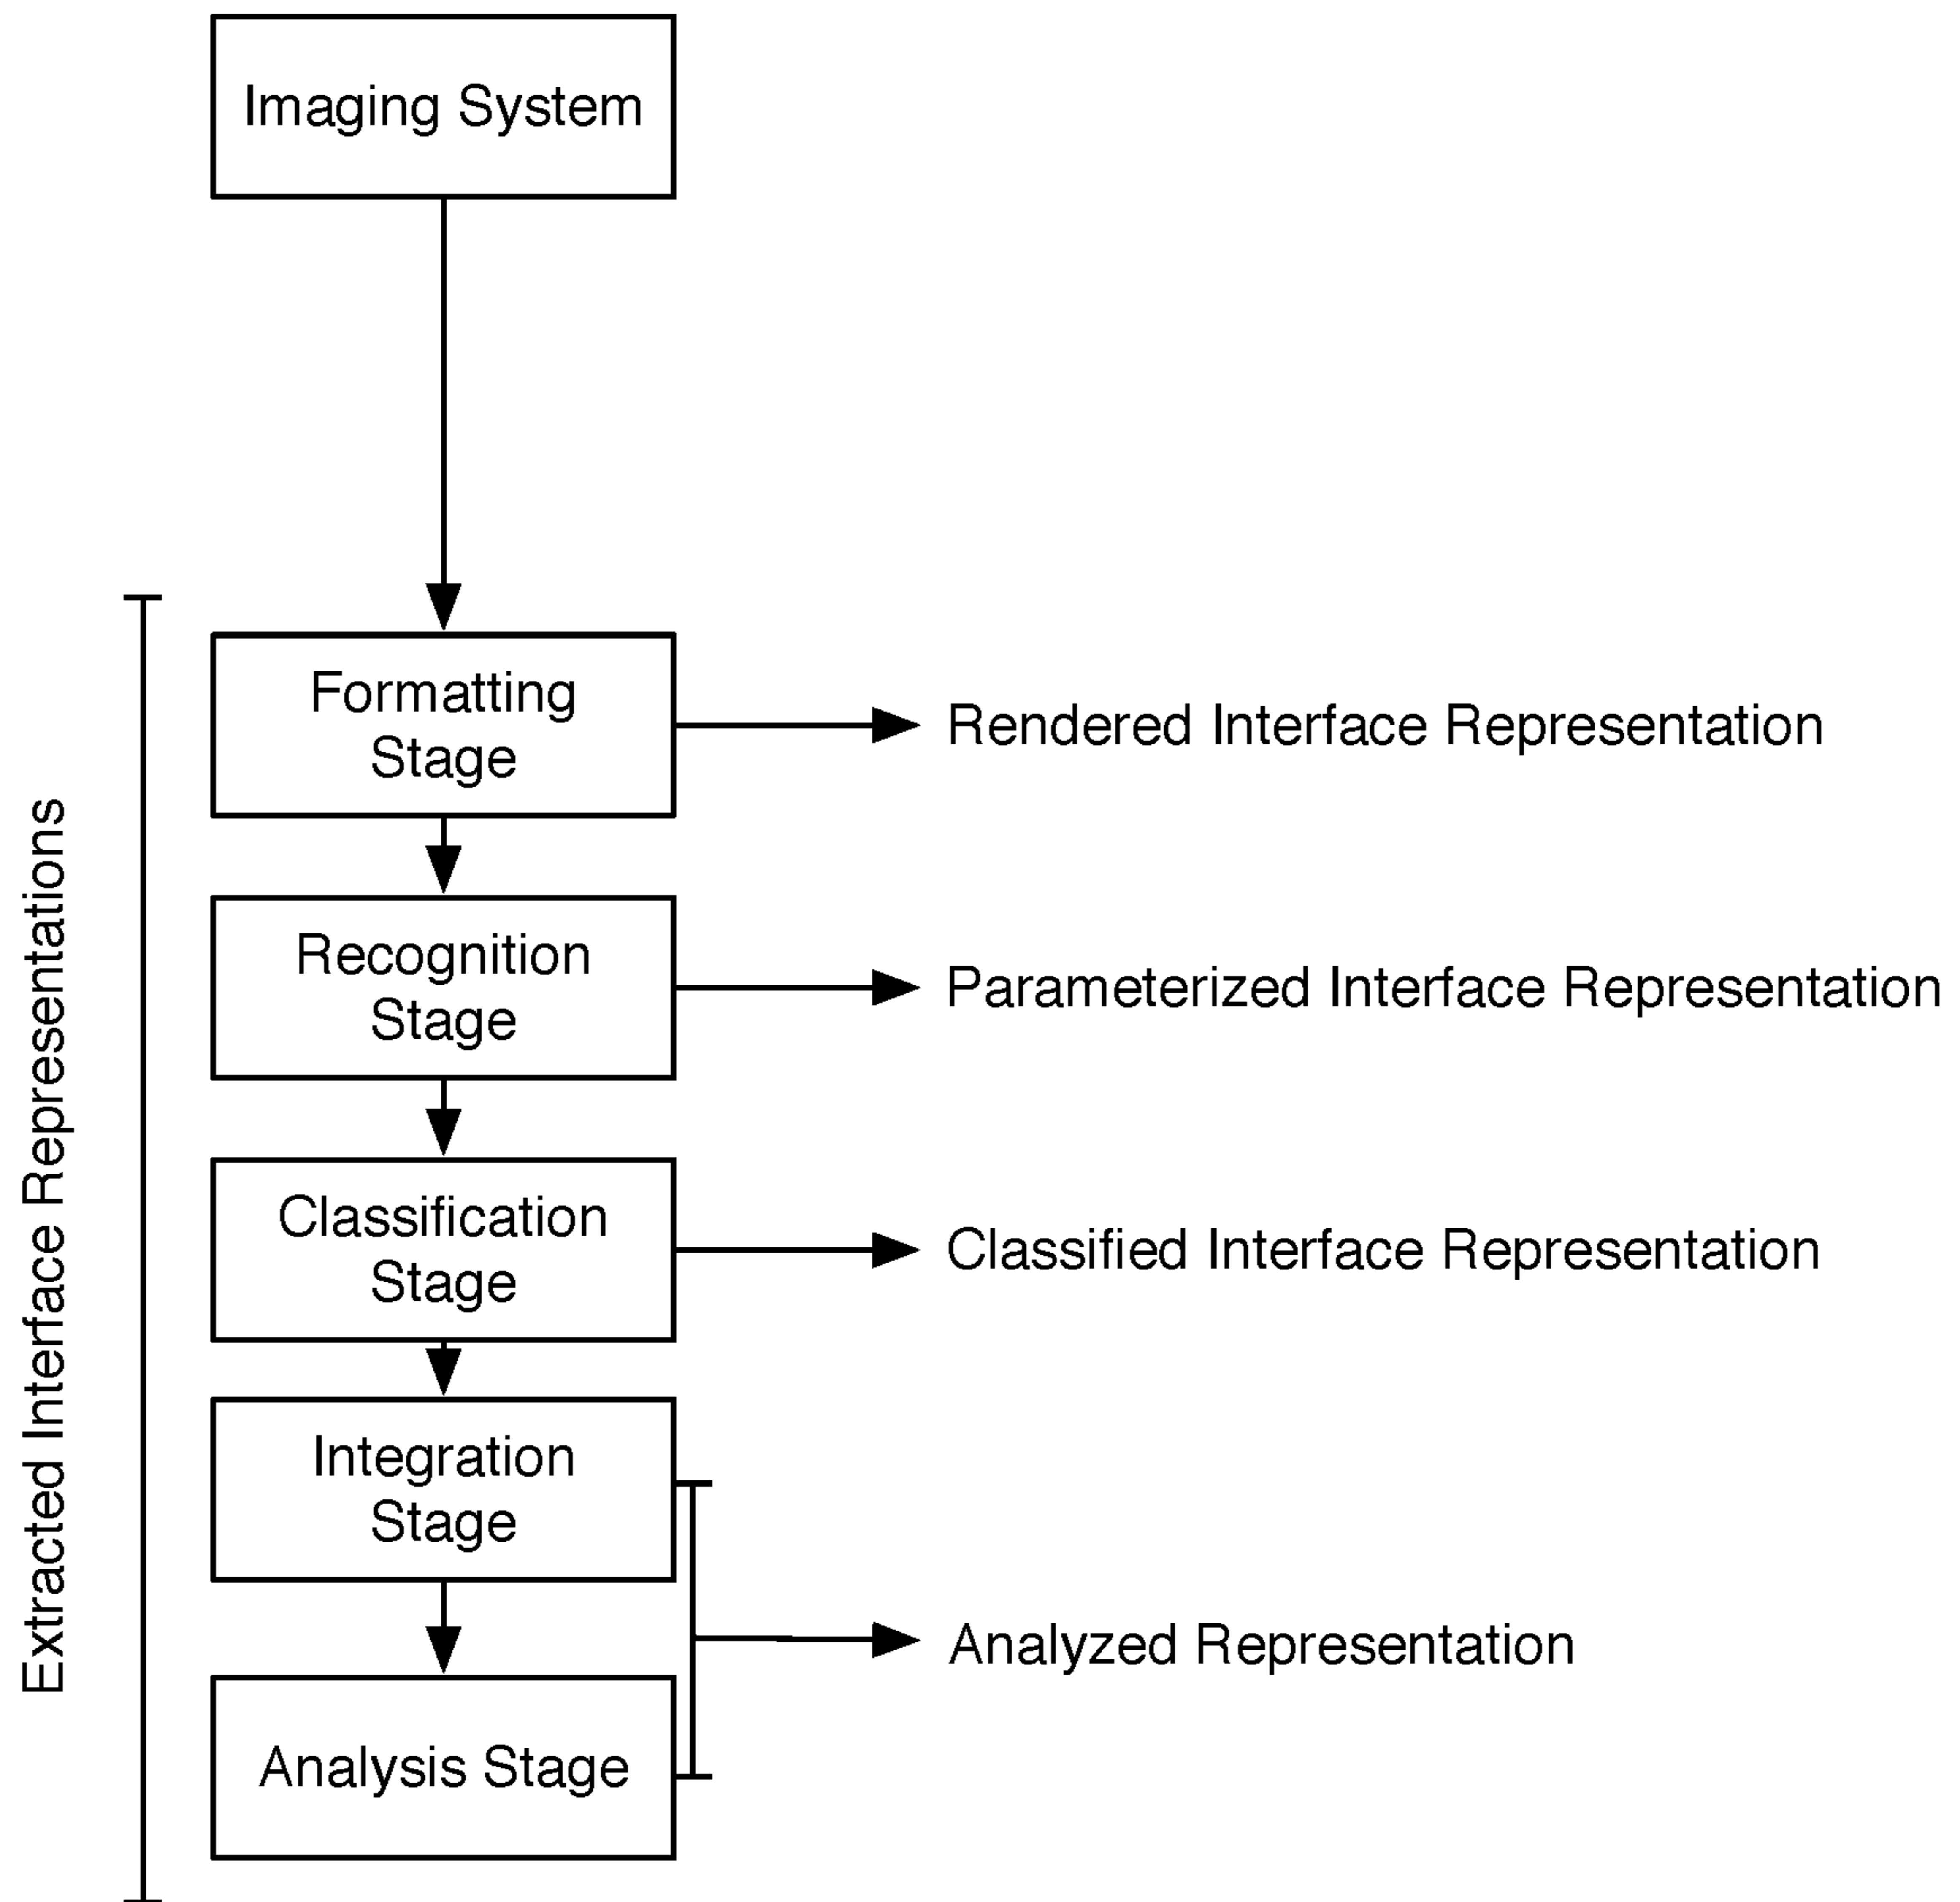 Imaging System
Formatting
Stage
Rendered Interface Representation
Recognition
Stage
Parameterized Interface Representation
Classification
Stage
Classified Interface Representation
Integration
Stage
Analyzed Representation
Analysis Stage
Extracted Interface Representations